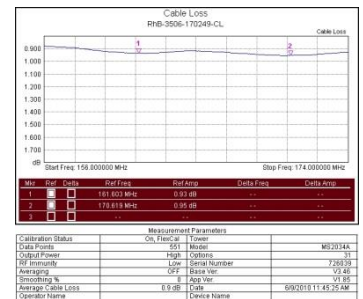 Cable Loss
RhB-3506-170249-CL
Cable Loss
0.900
1.000
1.100
1.200
1.300
1.400
1.500
1.600
1.700
dB
1
2
Start Freq: 156.000000 MHz Stop Freq: 174.000000 MHz
Mkr Ref Delta Ref Freq Ref Amp Delta Freq Delta Amp
1 161.603 MHz 0.93 dB -- --
2 170.619 MHz 0.95 dB -- --
3 -- -- -- --
Measurement Parameters
Calibration Status On, FlexCal Tower
Data Points 551 Model MS2034A
Output Power High Options 31
RF Immunity Low Serial Number 726039
Averaging OFF Base Ver. V3.46
Smoothing % 0 App Ver. V1.85
Average Cable Loss 0.9 dB Date 6/9/2010 11:45:25 AM
Operator Name Device Name